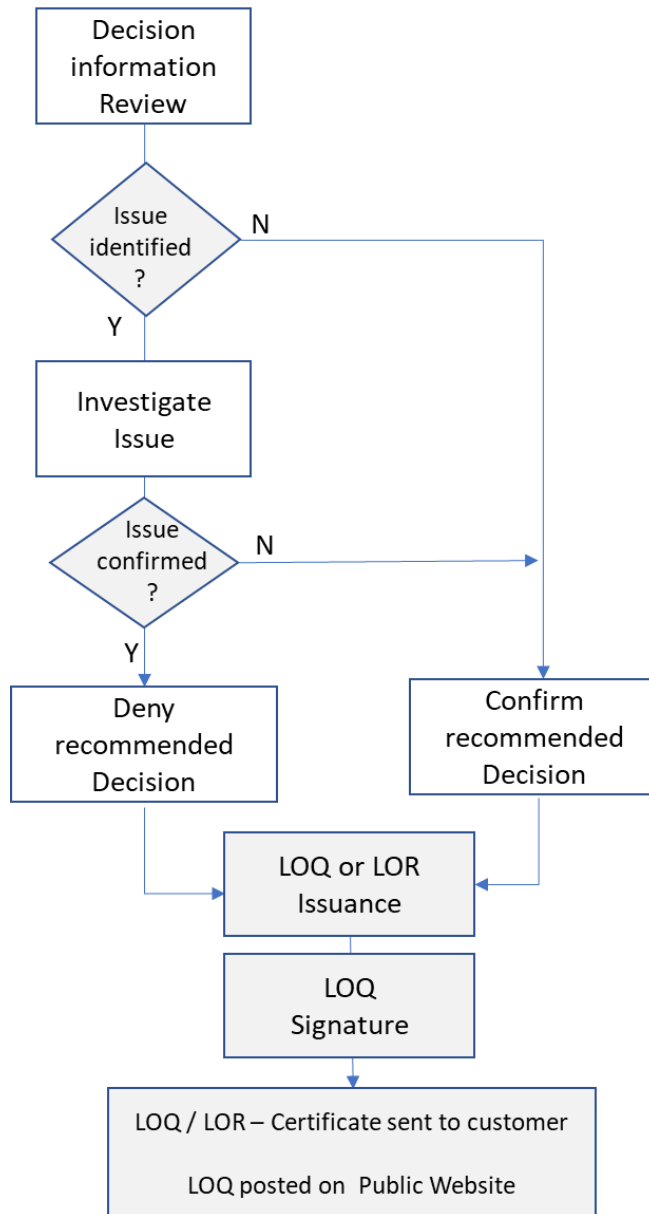 Decision
information
Review
Issue
identified
?
N
Y
Investigate
Issue
Issue
confirmed
?
N
Y
Deny
recommended
Decision
Confirm
recommended
Decision
LOQ or LOR
Issuance
LOQ
Signature
LOQ / LOR – Certificate sent to customer
LOQ posted on Public Website